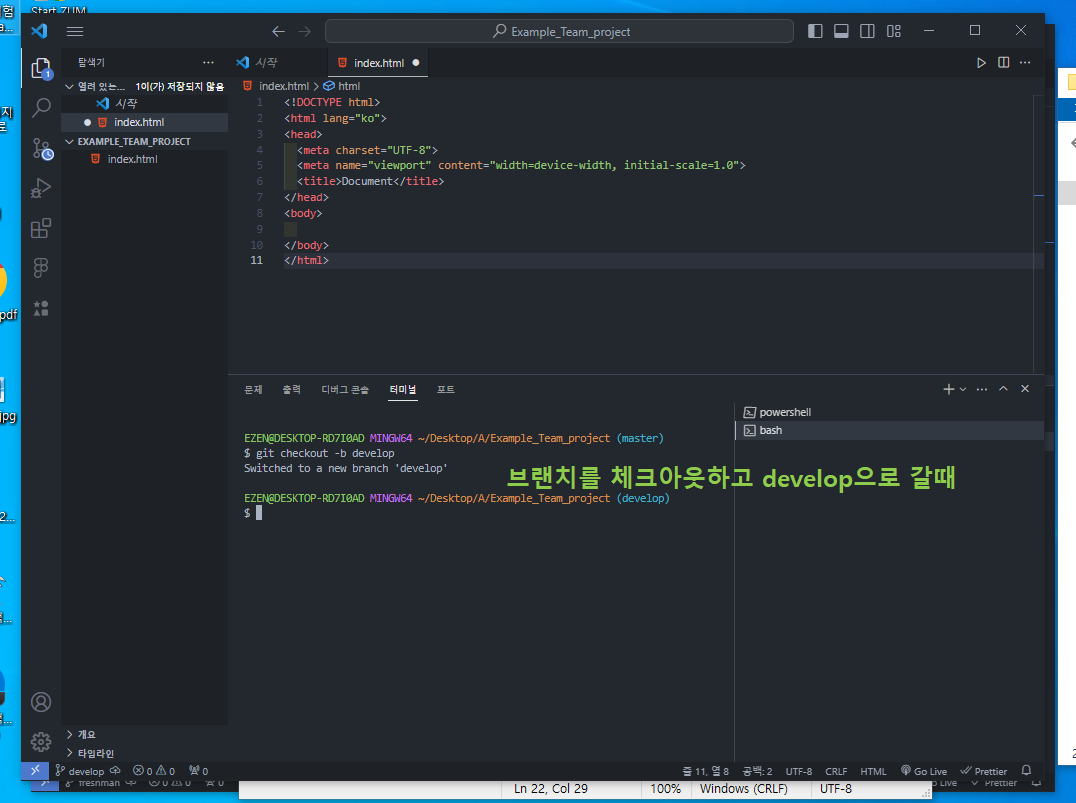 Start ZUM
Example_Team_project
탐색기
시작
index.html
열려 있는... 1이(가) 저장되지 않음
시작
index.html
EXAMPLE_TEAM_PROJECT
index.html
index.html > html
1 <!DOCTYPE html>
2 <html lang="ko">
3 <head>
4 <meta charset="UTF-8">
5 <meta name="viewport" content="width=device-width, initial-scale=1.0">
6 <title>Document</title>
7 </head>
8 <body>
9
10 </body>
11 </html>
문제 출력 디버그 콘솔 터미널 포트
powershell
bash
EZEN@DESKTOP-RD7I0AD MINGW64 ~/Desktop/A/Example_Team_project (master)
$ git checkout -b develop
Switched to a new branch 'develop'
브랜치를 체크아웃하고 develop으로 갈때
EZEN@DESKTOP-RD7I0AD MINGW64 ~/Desktop/A/Example_Team_project (develop)
$
개요
타임라인
develop 0 0 0 줄 11, 열 8 공백: 2 UTF-8 CRLF HTML Go Live Prettier
freshman 0 0 0 Live Prettier
Ln 22, Col 29 100% Windows (CRLF) UTF-8
pdf
jpg